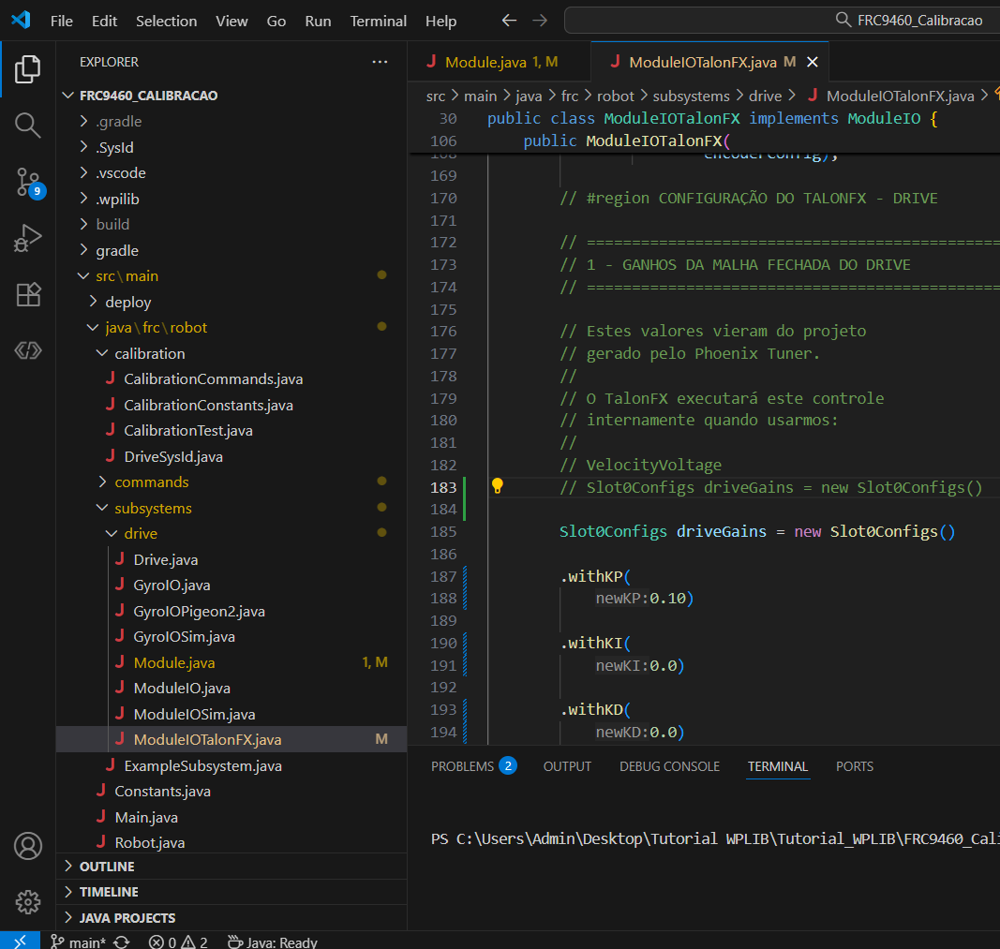 File Edit Selection View Go Run Terminal Help FRC9460_Calibracao
EXPLORER
FRC9460_CALIBRACAO
.gradle
.SysId
.vscode
.wpilib
build
gradle
src\main
deploy
java\frc\robot
calibration
CalibrationCommands.java
CalibrationConstants.java
CalibrationTest.java
DriveSysId.java
commands
subsystems
drive
Drive.java
GyroIO.java
GyroIOPigeon2.java
GyroIOSim.java
Module.java 1, M
ModuleIO.java
ModuleIOSim.java
ModuleIOTalonFX.java M
ExampleSubsystem.java
Constants.java
Main.java
Robot.java
OUTLINE
TIMELINE
JAVA PROJECTS
9
Module.java 1, M ModuleIOTalonFX.java M
src > main > java > frc > robot > subsystems > drive > ModuleIOTalonFX.java >
30 public class ModuleIOTalonFX implements ModuleIO {
106 public ModuleIOTalonFX(
168 encoderConfig);
169
170 // #region CONFIGURAÇÃO DO TALONFX - DRIVE
171
172 // ==============================================
173 // 1 - GANHOS DA MALHA FECHADA DO DRIVE
174 // ==============================================
175
176 // Estes valores vieram do projeto
177 // gerado pelo Phoenix Tuner.
178 //
179 // O TalonFX executará este controle
180 // internamente quando usarmos:
181 //
182 // VelocityVoltage
183 // Slot0Configs driveGains = new Slot0Configs()
184
185 Slot0Configs driveGains = new Slot0Configs()
186
187 .withKP(
188 newKP:0.10)
189
190 .withKI(
191 newKI:0.0)
192
193 .withKD(
194 newKD:0.0)
PROBLEMS 2 OUTPUT DEBUG CONSOLE TERMINAL PORTS
PS C:\Users\Admin\Desktop\Tutorial WPLIB\Tutorial_WPLIB\FRC9460_Cali
main* 0 2 Java: Ready